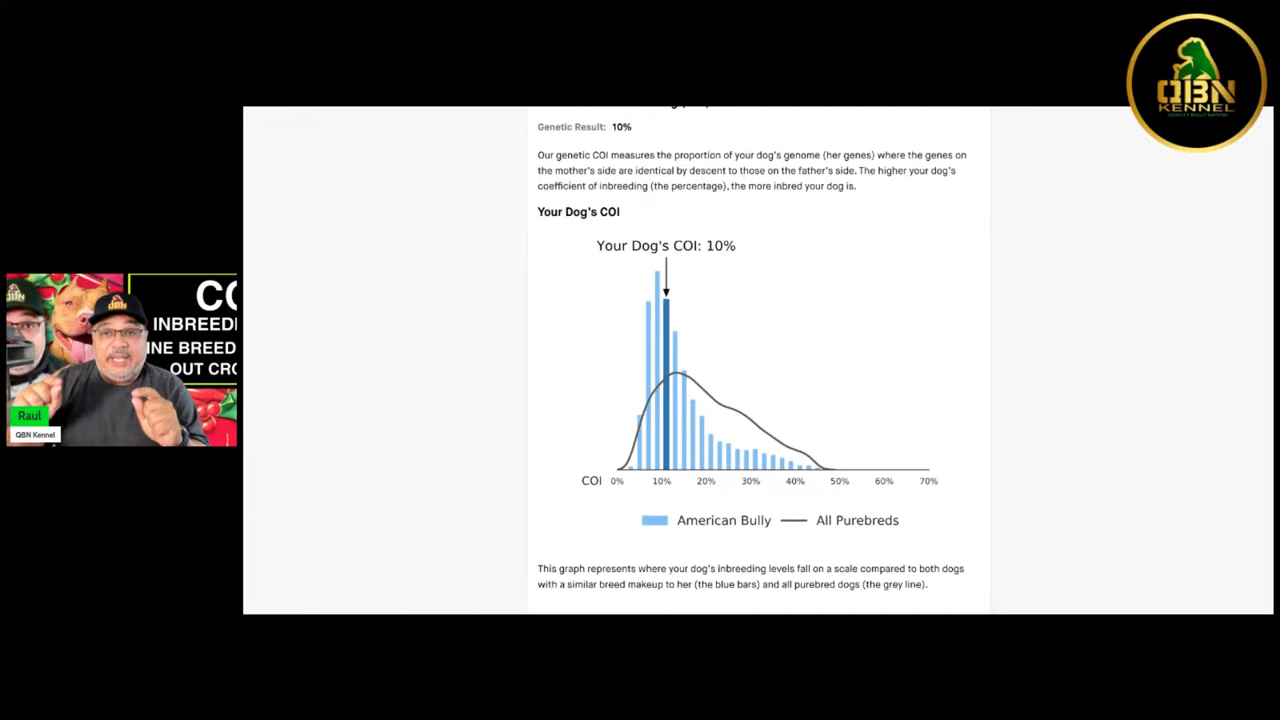 QBN
KENNEL
QUALITY BULLY NATION
Genetic Result: 10%
Our genetic COI measures the proportion of your dog's genome (her genes) where the genes on
the mother's side are identical by descent to those on the father's side. The higher your dog's
coefficient of inbreeding (the percentage), the more inbred your dog is.
Your Dog's COI
Your Dog's COI: 10%
COI 0% 10% 20% 30% 40% 50% 60% 70%
American Bully All Purebreds
This graph represents where your dog's inbreeding levels fall on a scale compared to both dogs
with a similar breed makeup to her (the blue bars) and all purebred dogs (the grey line).
INBREEDI
INE BREED
OUT CRO
QBN
Raul
QBN Kennel